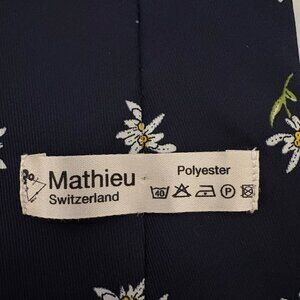 Mathieu
Switzerland
Polyester
40 P